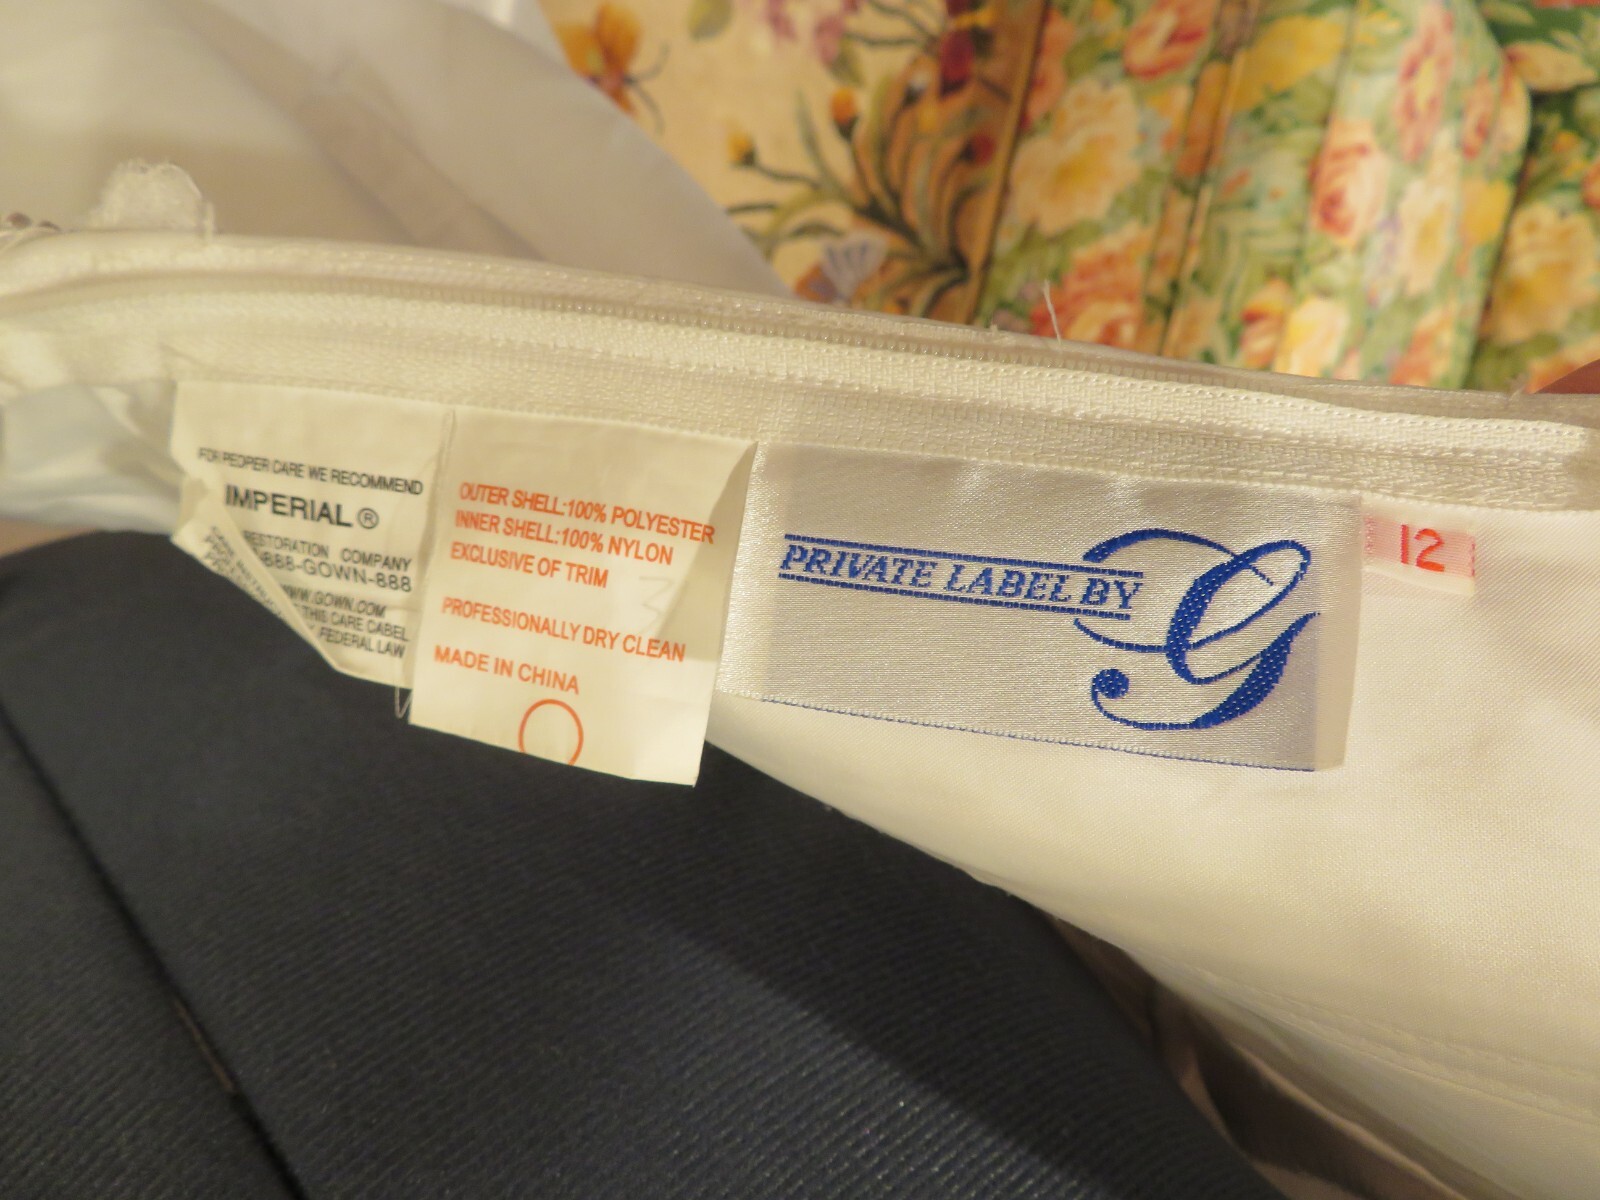 FOR PEOPER CARE WE RECOMMEND
IMPERIAL ®
RESTORATION COMPANY
888-GOWN-888
WWW.GOWN.COM
THIS CARE CABEL
FEDERAL LAW
CARE INSTRUC
OUTER SHELL:100% POLYESTER
INNER SHELL:100% NYLON
EXCLUSIVE OF TRIM
PROFESSIONALLY DRY CLEAN
MADE IN CHINA
PRIVATE LABEL BY G
12